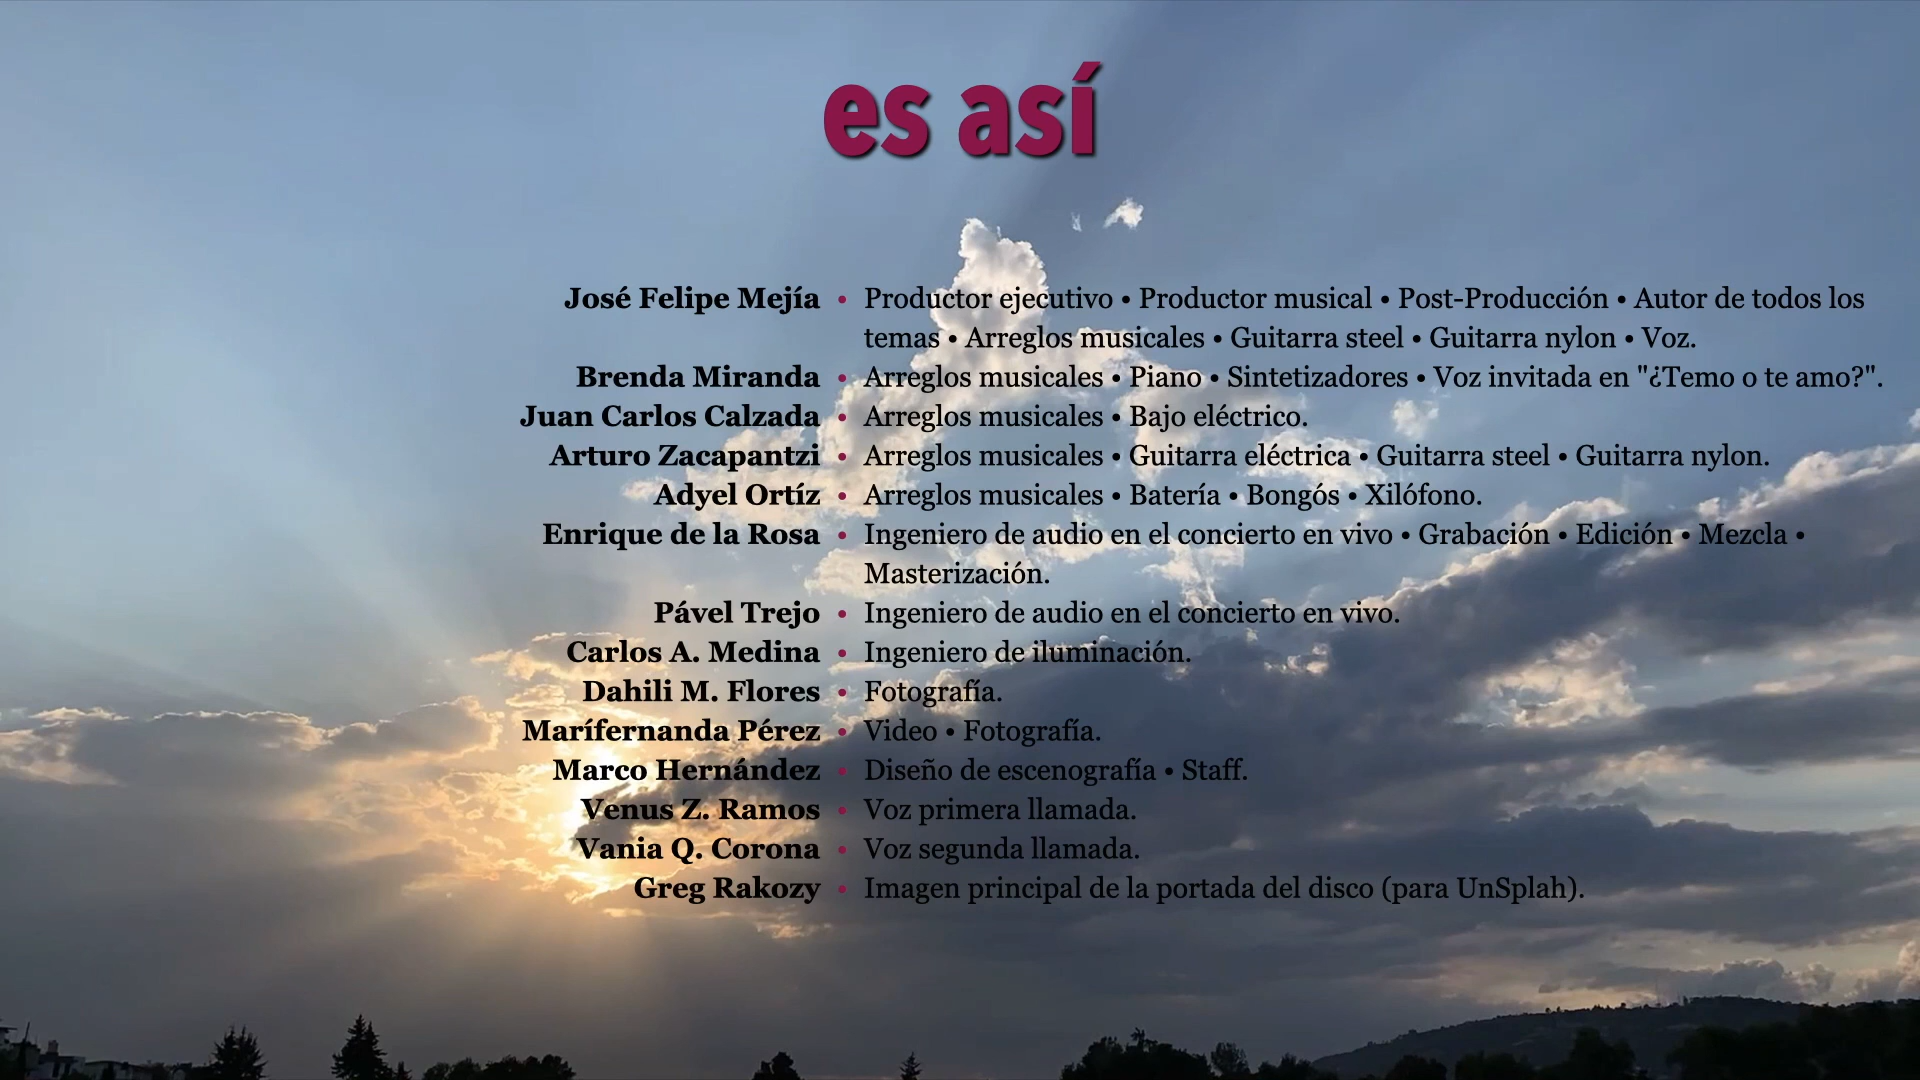 es así
José Felipe Mejía • Productor ejecutivo • Productor musical • Post-Producción • Autor de todos los
temas • Arreglos musicales • Guitarra steel • Guitarra nylon • Voz.
Brenda Miranda • Arreglos musicales • Piano • Sintetizadores • Voz invitada en "¿Temo o te amo?".
Juan Carlos Calzada • Arreglos musicales • Bajo eléctrico.
Arturo Zacapantzi • Arreglos musicales • Guitarra eléctrica • Guitarra steel • Guitarra nylon.
Adyel Ortíz • Arreglos musicales • Batería • Bongós • Xilófono.
Enrique de la Rosa • Ingeniero de audio en el concierto en vivo • Grabación • Edición • Mezcla •
Masterización.
Pável Trejo • Ingeniero de audio en el concierto en vivo.
Carlos A. Medina • Ingeniero de iluminación.
Dahili M. Flores • Fotografía.
Marífernanda Pérez • Video • Fotografía.
Marco Hernández • Diseño de escenografía • Staff.
Venus Z. Ramos • Voz primera llamada.
Vania Q. Corona • Voz segunda llamada.
Greg Rakozy • Imagen principal de la portada del disco (para UnSplah).